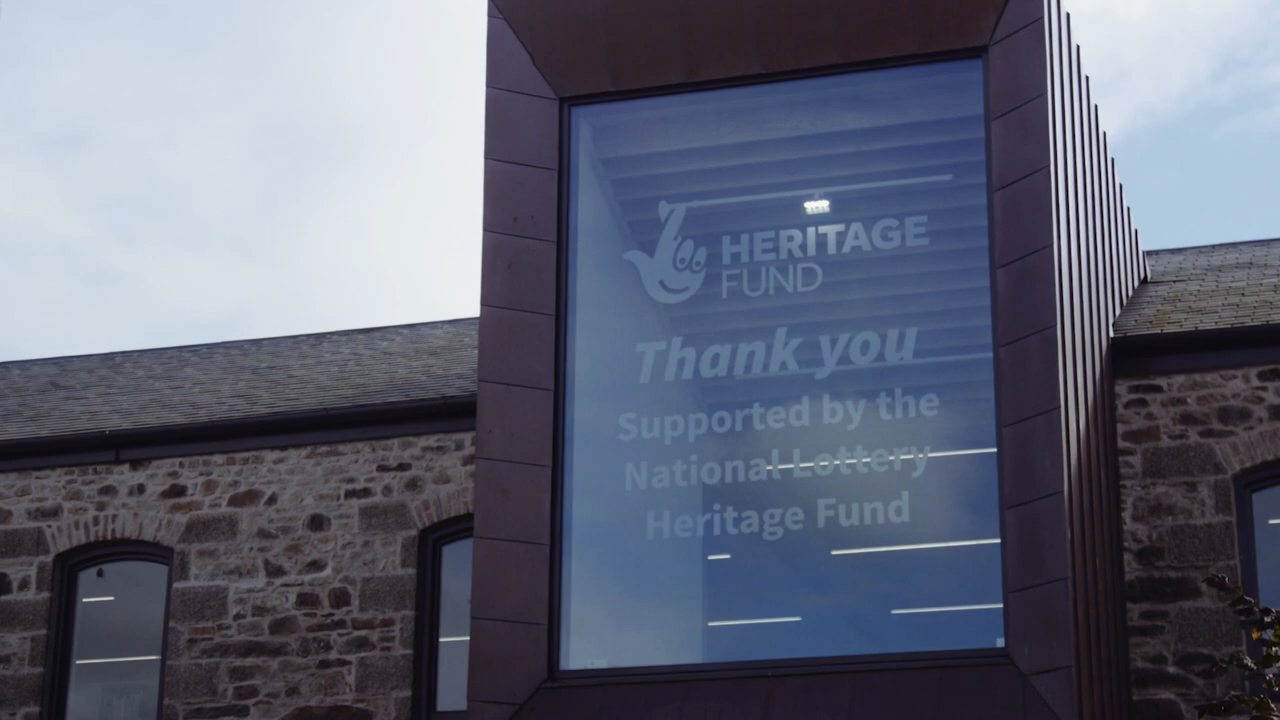 HERITAGE
FUND
Thank you
Supported by the
National Lottery
Heritage Fund